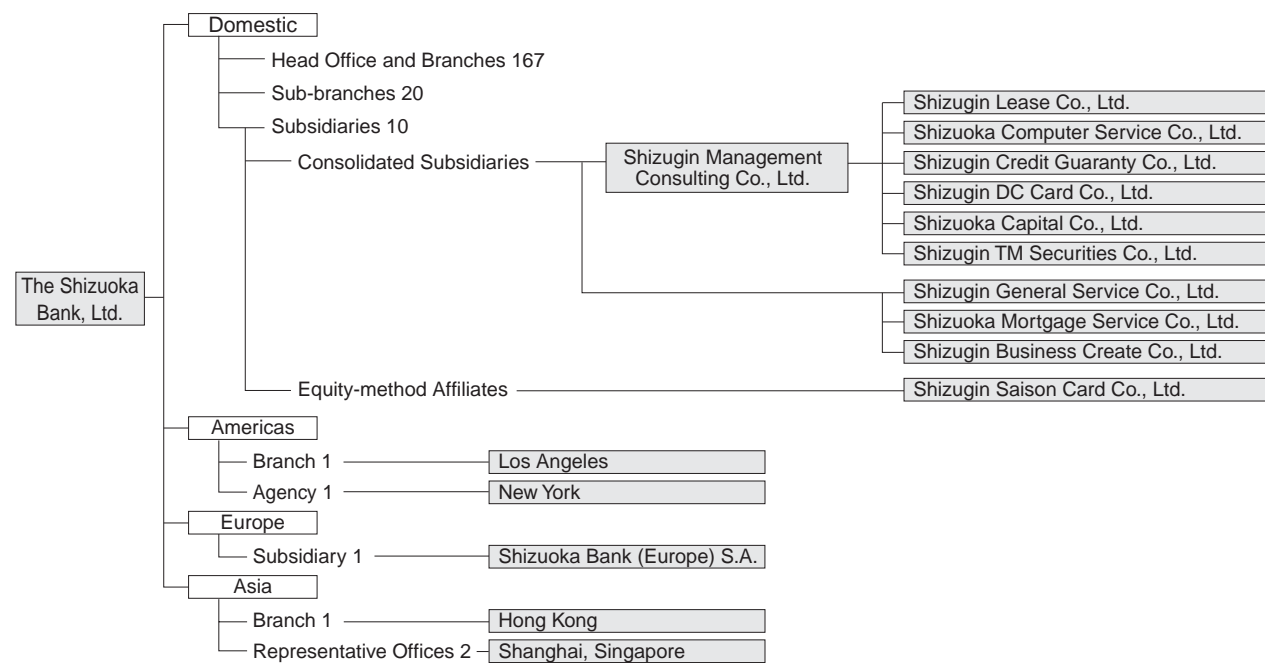 Domestic
Head Office and Branches 167
Sub-branches 20
Subsidiaries 10
Consolidated Subsidiaries
Shizugin Management
Consulting Co., Ltd.
Shizugin Lease Co., Ltd.
Shizuoka Computer Service Co., Ltd.
Shizugin Credit Guaranty Co., Ltd.
Shizugin DC Card Co., Ltd.
Shizuoka Capital Co., Ltd.
Shizugin TM Securities Co., Ltd.
Shizugin General Service Co., Ltd.
Shizuoka Mortgage Service Co., Ltd.
Shizugin Business Create Co., Ltd.
Equity-method Affiliates
Shizugin Saison Card Co., Ltd.
The Shizuoka
Bank, Ltd.
Americas
Branch 1
Los Angeles
Agency 1
New York
Europe
Subsidiary 1
Shizuoka Bank (Europe) S.A.
Asia
Branch 1
Hong Kong
Representative Offices 2
Shanghai, Singapore